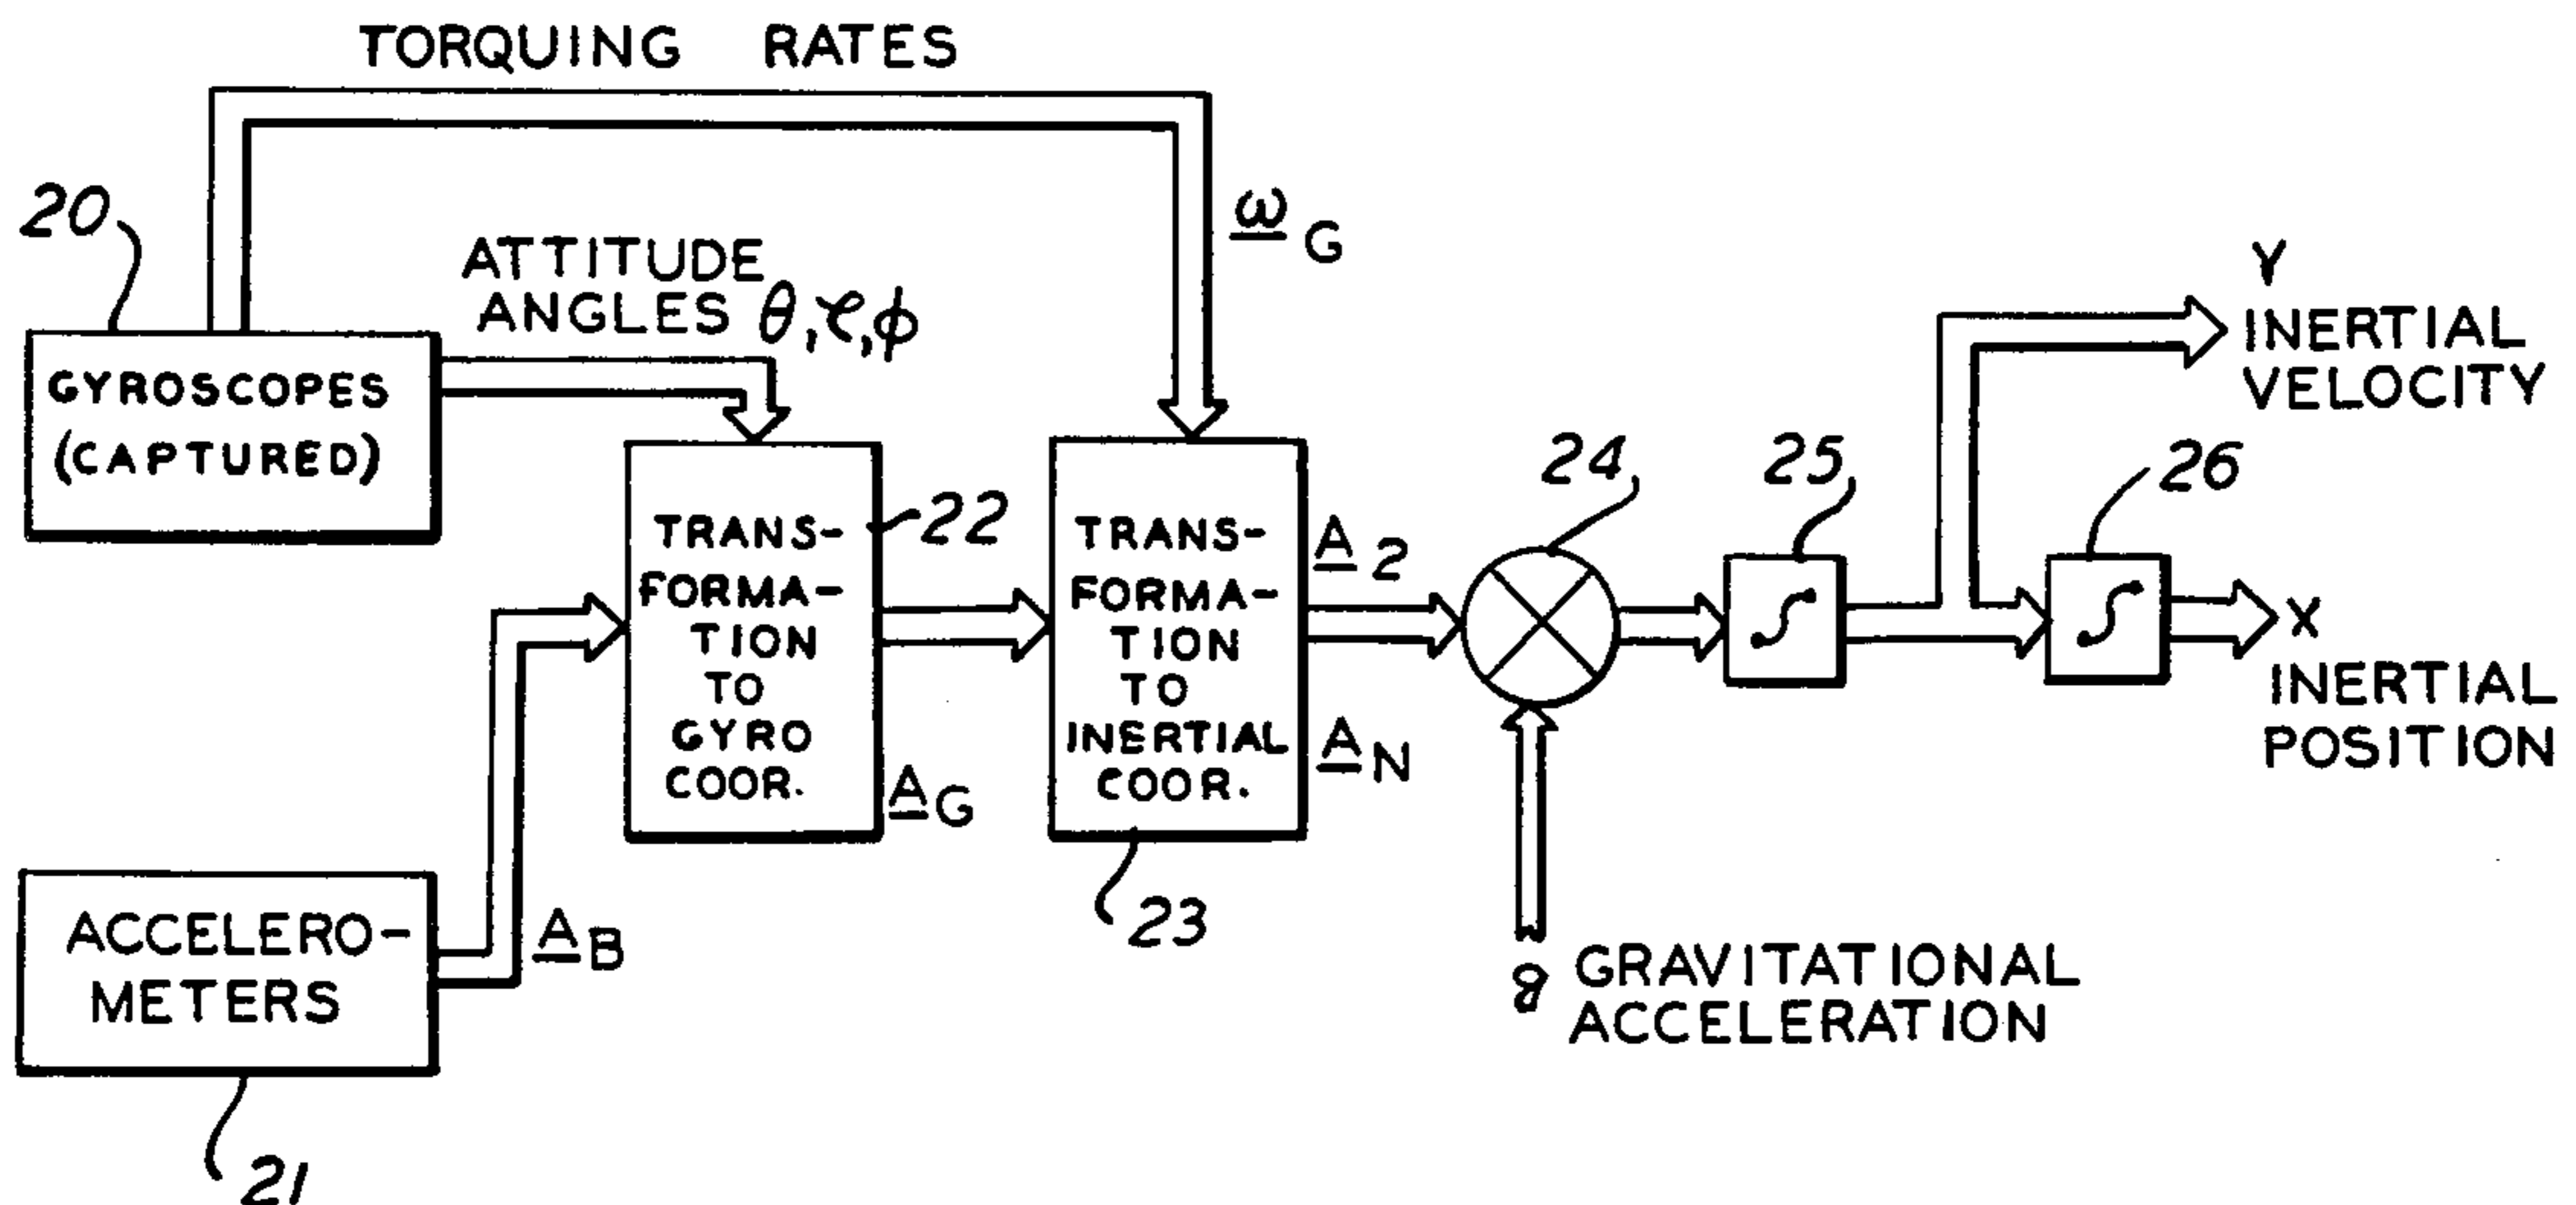 TORQUING RATES
20
ATTITUDE
ANGLES θ,
,ϕ
ω G
GYROSCOPES
(CAPTURED)
TRANS-
FORMA-
TION
TO
GYRO
COOR.
22
A G
TRANS-
FORMA-
TION
TO
INERTIAL
COOR.
23
A 2
A N
24
25
26
Y
INERTIAL
VELOCITY
X
INERTIAL
POSITION
ACCELERO-
METERS
21
A B
g GRAVITATIONAL
ACCELERATION